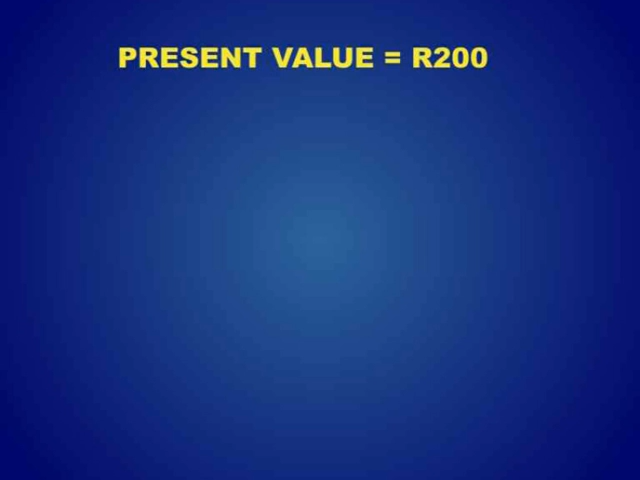 PRESENT VALUE = R200